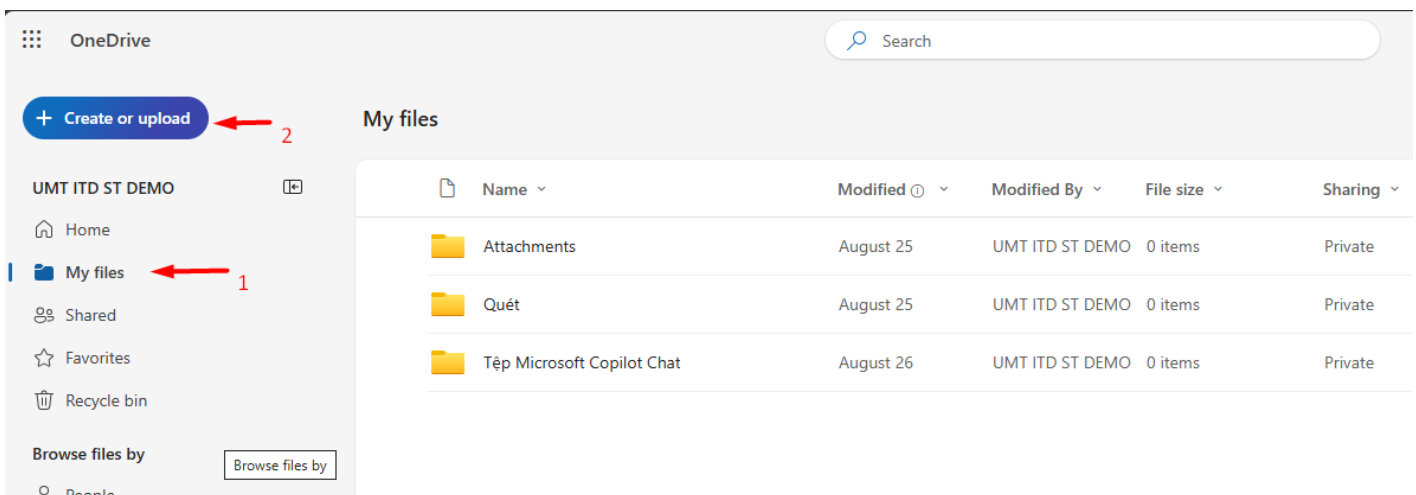 OneDrive
Search
+ Create or upload
2
My files
UMT ITD ST DEMO
Name
Modified
Modified By
File size
Sharing
Home
Attachments
August 25
UMT ITD ST DEMO
0 items
Private
My files
1
Quét
August 25
UMT ITD ST DEMO
0 items
Private
Shared
Favorites
Tệp Microsoft Copilot Chat
August 26
UMT ITD ST DEMO
0 items
Private
Recycle bin
Browse files by
Browse files by
People